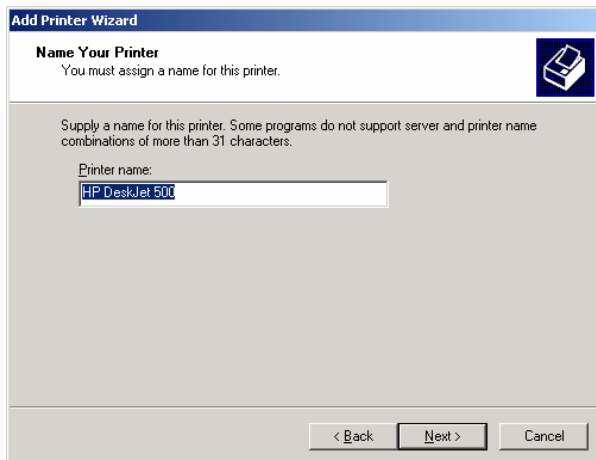 Add Printer Wizard
Name Your Printer
You must assign a name for this printer.
Supply a name for this printer. Some programs do not support server and printer name
combinations of more than 31 characters.
Printer name:
HP DeskJet 500
< Back
Next >
Cancel